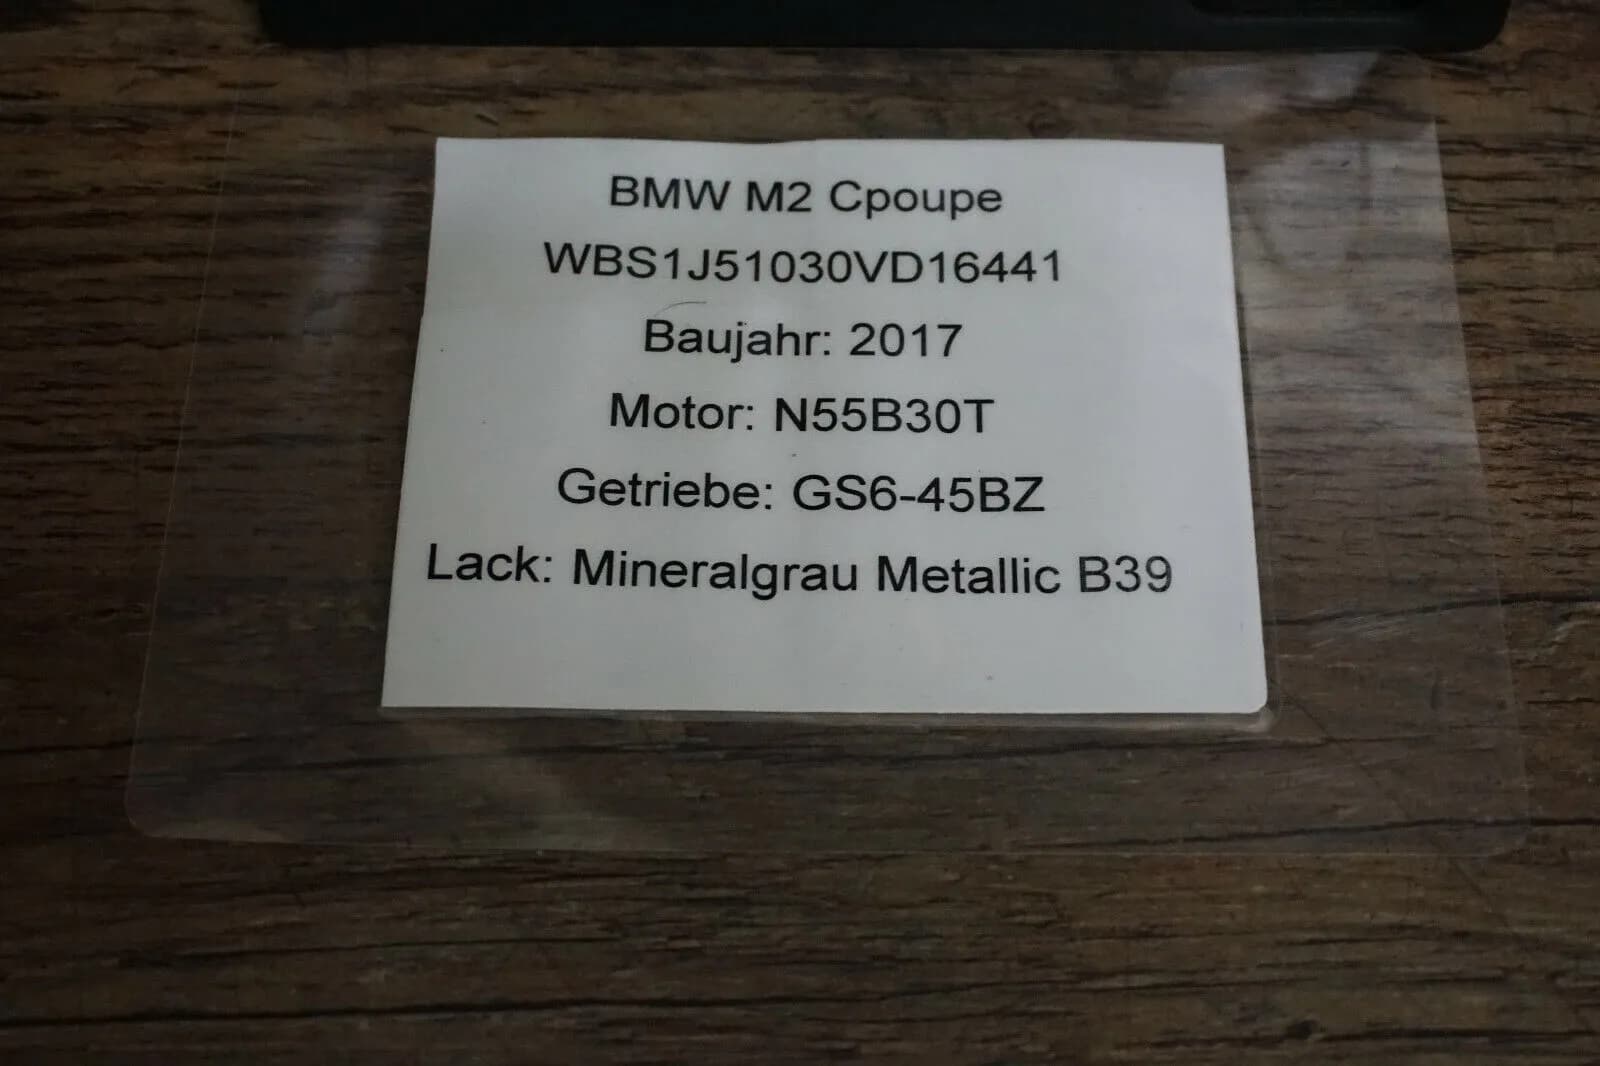 BMW M2 Cpoupe
WBS1J51030VD16441
Baujahr: 2017
Motor: N55B30T
Getriebe: GS6-45BZ
Lack: Mineralgrau Metallic B39